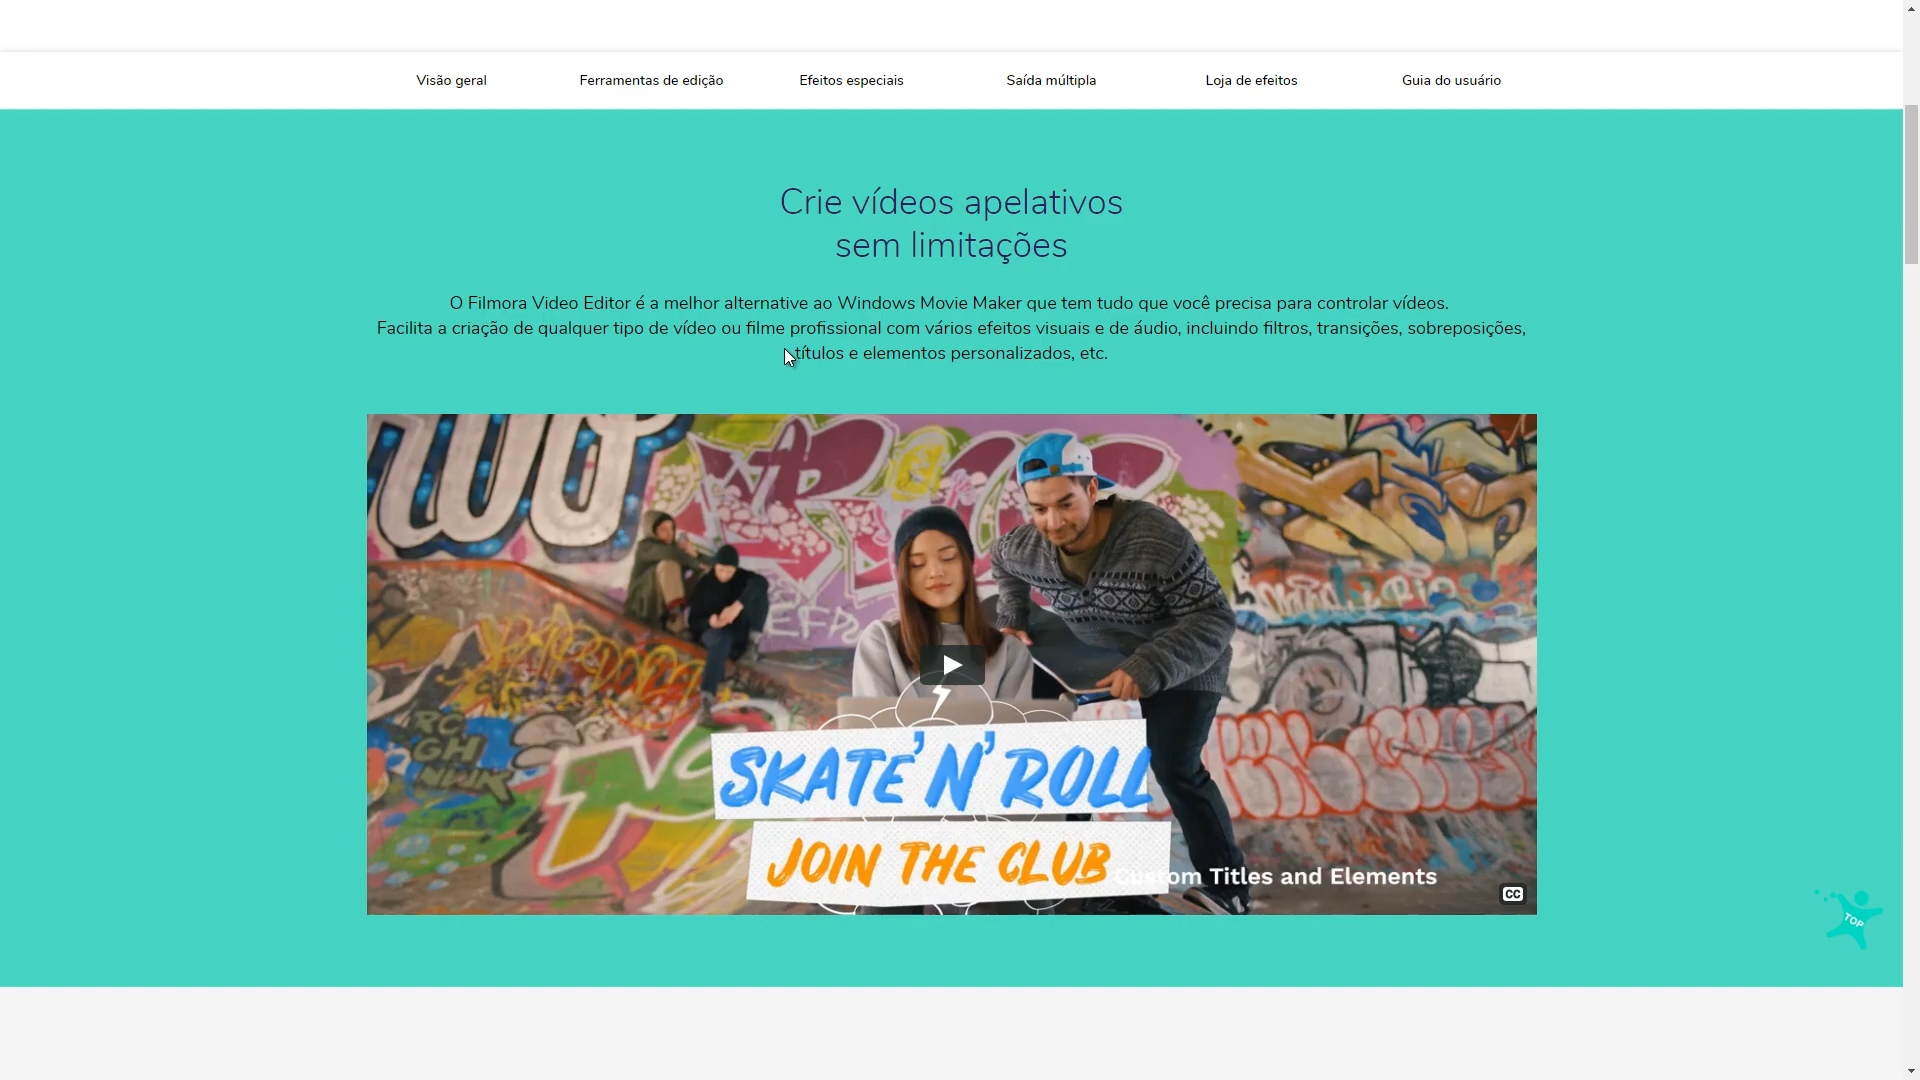 Visão geral
Ferramentas de edição
Efeitos especiais
Saída múltipla
Loja de efeitos
Guia do usuário
Crie vídeos apelativos
sem limitações
O Filmora Video Editor é a melhor alternative ao Windows Movie Maker que tem tudo que você precisa para controlar vídeos.
Facilita a criação de qualquer tipo de vídeo ou filme profissional com vários efeitos visuais e de áudio, incluindo filtros, transições, sobreposições,
títulos e elementos personalizados, etc.
SKATE'N'ROLL
JOIN THE CLUB
Custom Titles and Elements
CC
TOP